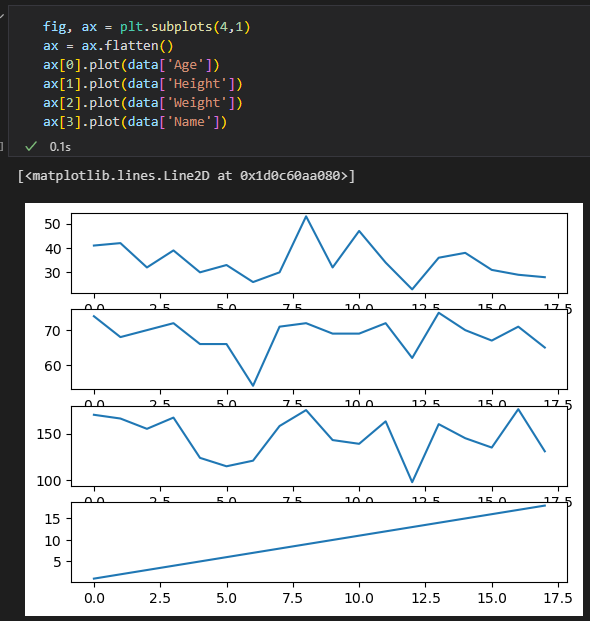 fig, ax = plt.subplots(4,1)
ax = ax.flatten()
ax[0].plot(data['Age'])
ax[1].plot(data['Height'])
ax[2].plot(data['Weight'])
ax[3].plot(data['Name'])
0.1s
[<matplotlib.lines.Line2D at 0x1d0c60aa080>]
50
40
30
0.0 2.5 5.0 7.5 10.0 12.5 15.0 17.5
70
60
0.0 2.5 5.0 7.5 10.0 12.5 15.0 17.5
150
100
0.0 2.5 5.0 7.5 10.0 12.5 15.0 17.5
15
10
5
0.0 2.5 5.0 7.5 10.0 12.5 15.0 17.5